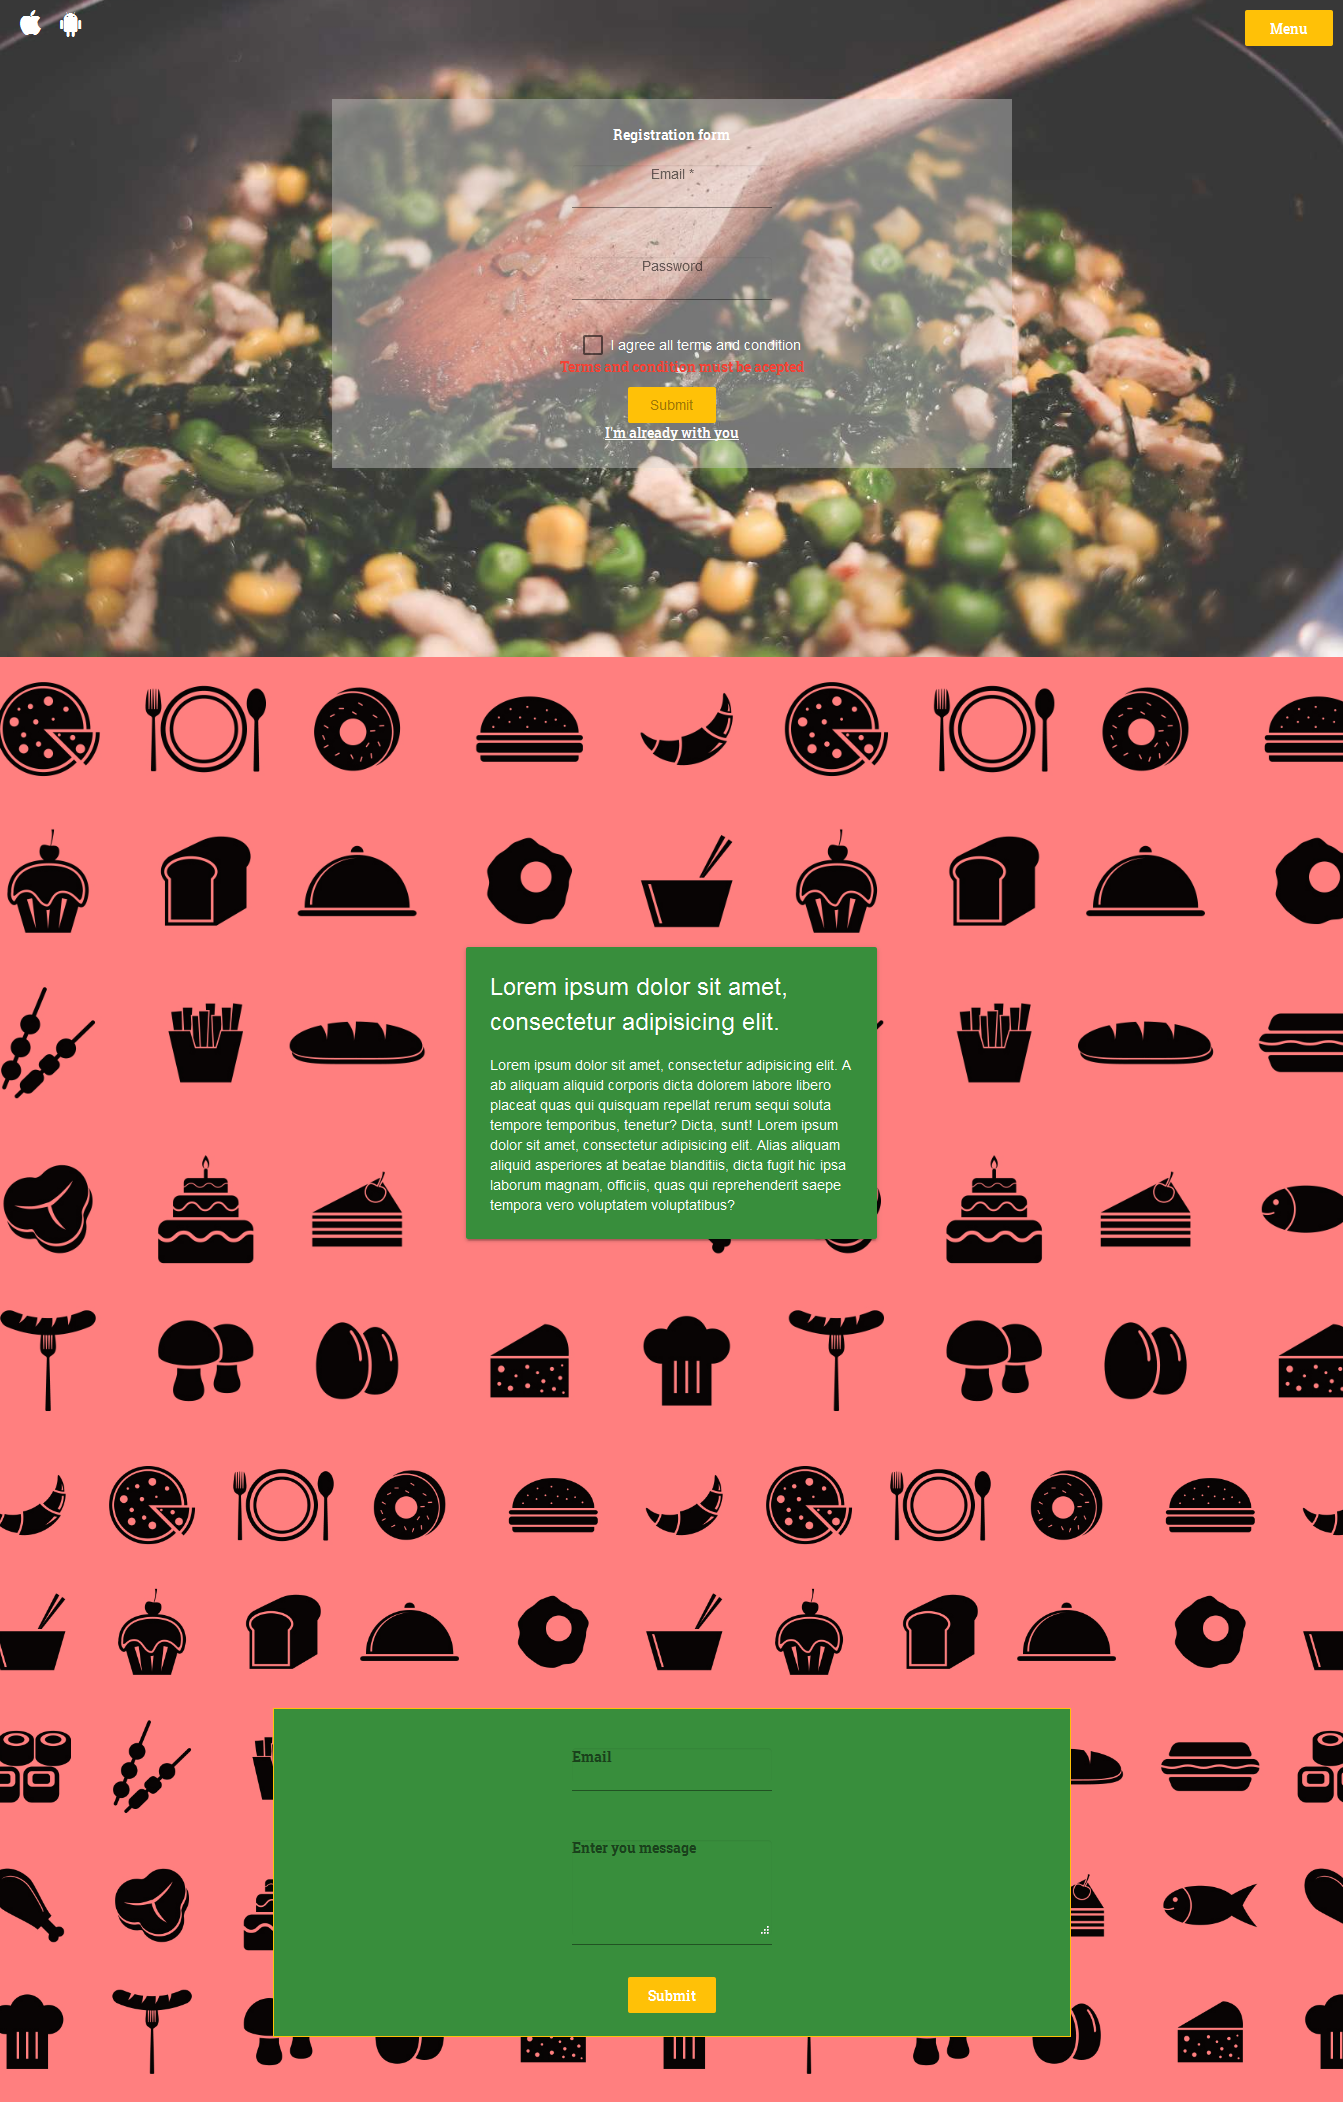 Menu
Registration form
Email *
Password
I agree all terms and condition
Terms and condition must be acepted
Submit
I'm already with you
Lorem ipsum dolor sit amet,
consectetur adipisicing elit.
Lorem ipsum dolor sit amet, consectetur adipisicing elit. A
ab aliquam aliquid corporis dicta dolorem labore libero
placeat quas qui quisquam repellat rerum sequi soluta
tempore temporibus, tenetur? Dicta, sunt! Lorem ipsum
dolor sit amet, consectetur adipisicing elit. Alias aliquam
aliquid asperiores at beatae blanditiis, dicta fugit hic ipsa
laborum magnam, officiis, quas qui reprehenderit saepe
tempora vero voluptatem voluptatibus?
Email
Enter you message
Submit